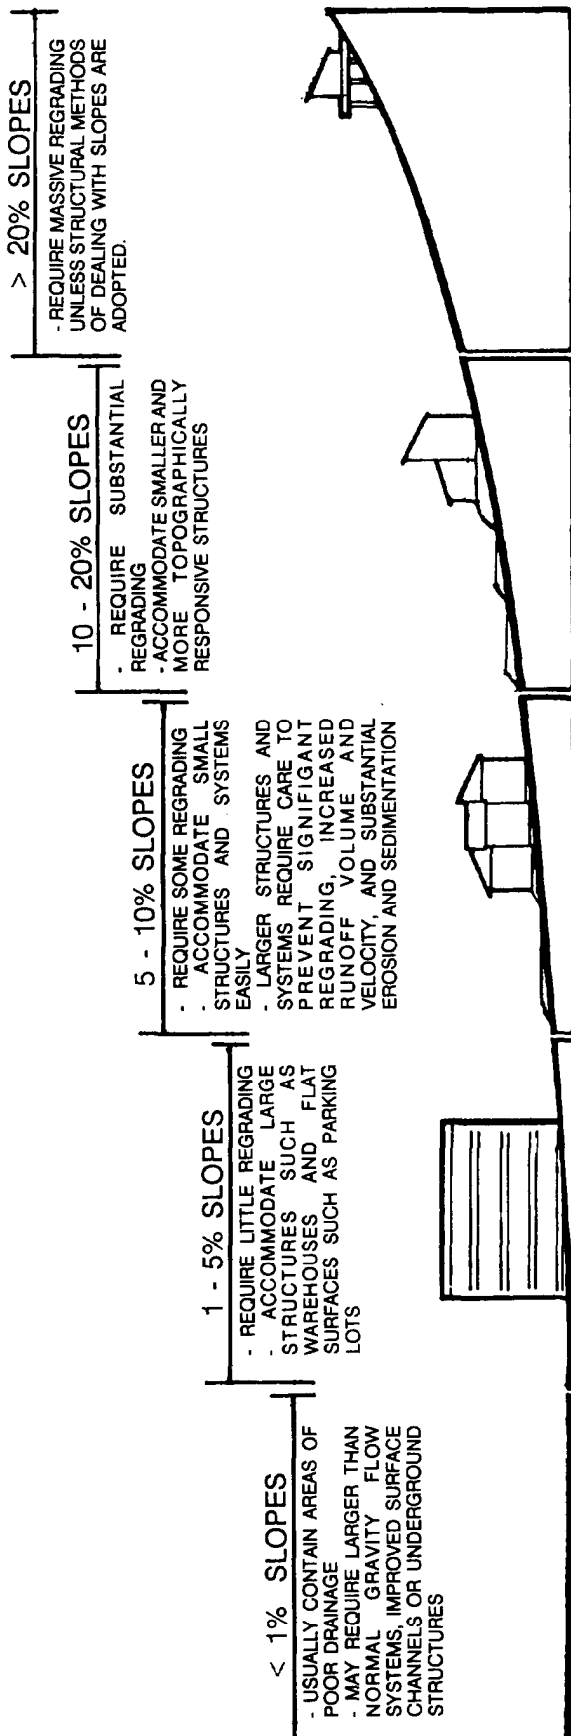 < 1% SLOPES
- USUALLY CONTAIN AREAS OF
POOR DRAINAGE
- MAY REQUIRE LARGER THAN
NORMAL GRAVITY FLOW
SYSTEMS, IMPROVED SURFACE
CHANNELS OR UNDERGROUND
STRUCTURES
1 - 5% SLOPES
- REQUIRE LITTLE REGRADING
- ACCOMMODATE LARGE
STRUCTURES SUCH AS
WAREHOUSES AND FLAT
SURFACES SUCH AS PARKING
LOTS
5 - 10% SLOPES
- REQUIRE SOME REGRADING
- ACCOMMODATE SMALL
STRUCTURES AND SYSTEMS
EASILY
- LARGER STRUCTURES AND
SYSTEMS REQUIRE CARE TO
PREVENT SIGNIFIGANT
REGRADING, INCREASED
RUNOFF VOLUME AND
VELOCITY, AND SUBSTANTIAL
EROSION AND SEDIMENTATION
10 - 20% SLOPES
- REQUIRE SUBSTANTIAL
REGRADING
- ACCOMMODATE SMALLER AND
MORE TOPOGRAPHICALLY
RESPONSIVE STRUCTURES
> 20% SLOPES
- REQUIRE MASSIVE REGRADING
UNLESS STRUCTURAL METHODS
OF DEALING WITH SLOPES ARE
ADOPTED.